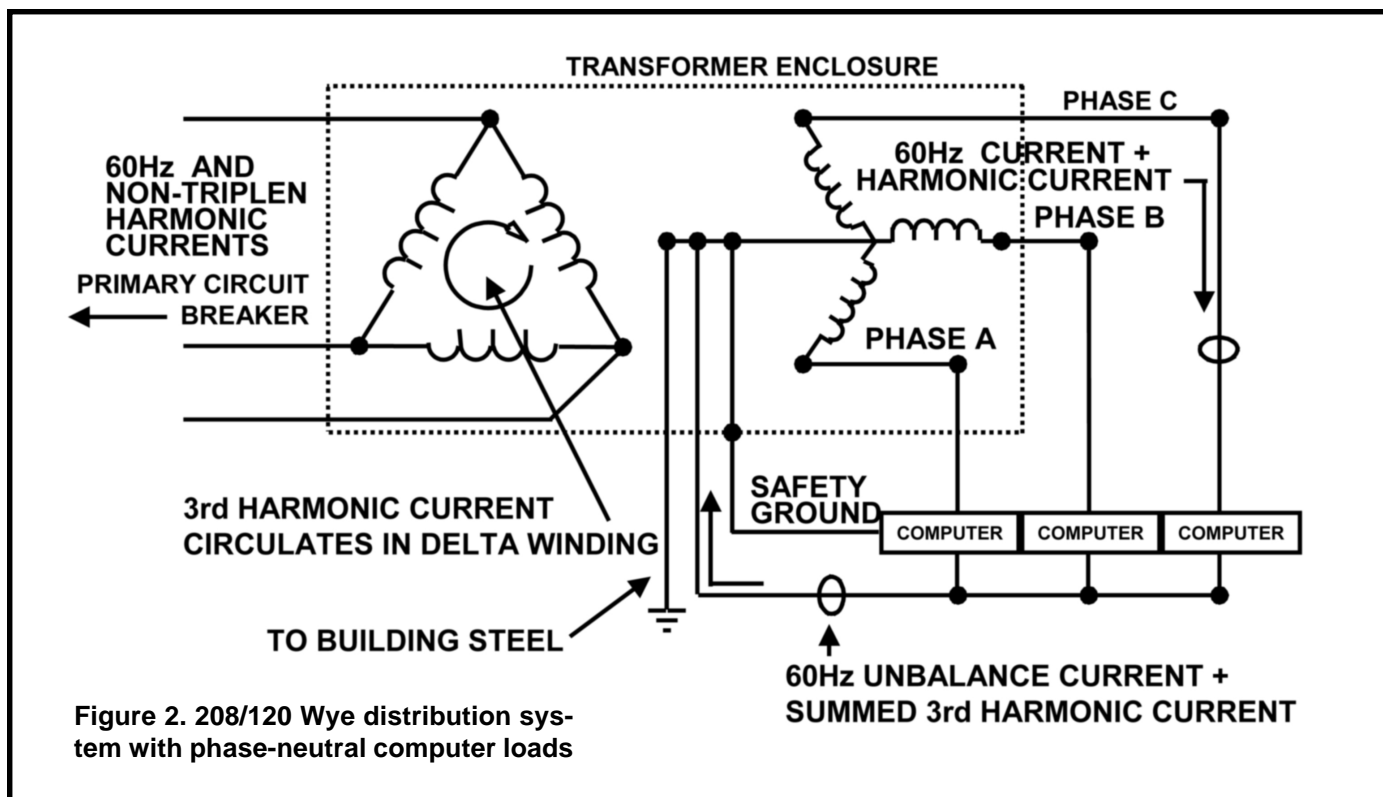 TRANSFORMER ENCLOSURE
PHASE C
60Hz AND
NON-TRIPLEN
HARMONIC
CURRENTS
60Hz CURRENT +
HARMONIC CURRENT
PHASE B
PRIMARY CIRCUIT
BREAKER
PHASE A
3rd HARMONIC CURRENT
CIRCULATES IN DELTA WINDING
SAFETY
GROUND
COMPUTER
COMPUTER
COMPUTER
TO BUILDING STEEL
60Hz UNBALANCE CURRENT +
SUMMED 3rd HARMONIC CURRENT
Figure 2. 208/120 Wye distribution sys-
tem with phase-neutral computer loads